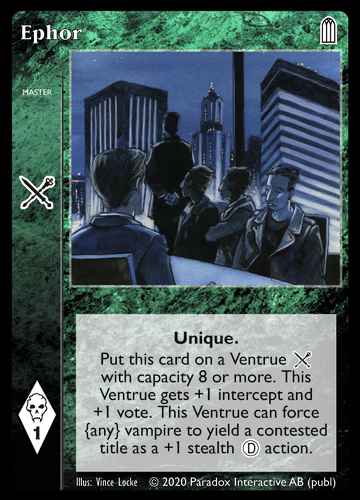 Ephor
MASTER
Unique.
Put this card on a Ventrue
with capacity 8 or more. This
Ventrue gets +1 intercept and
+1 vote. This Ventrue can force
{any} vampire to yield a contested
title as a +1 stealth Ⓓ action.
1
Illus: Vince Locke © 2020 Paradox Interactive AB (publ)